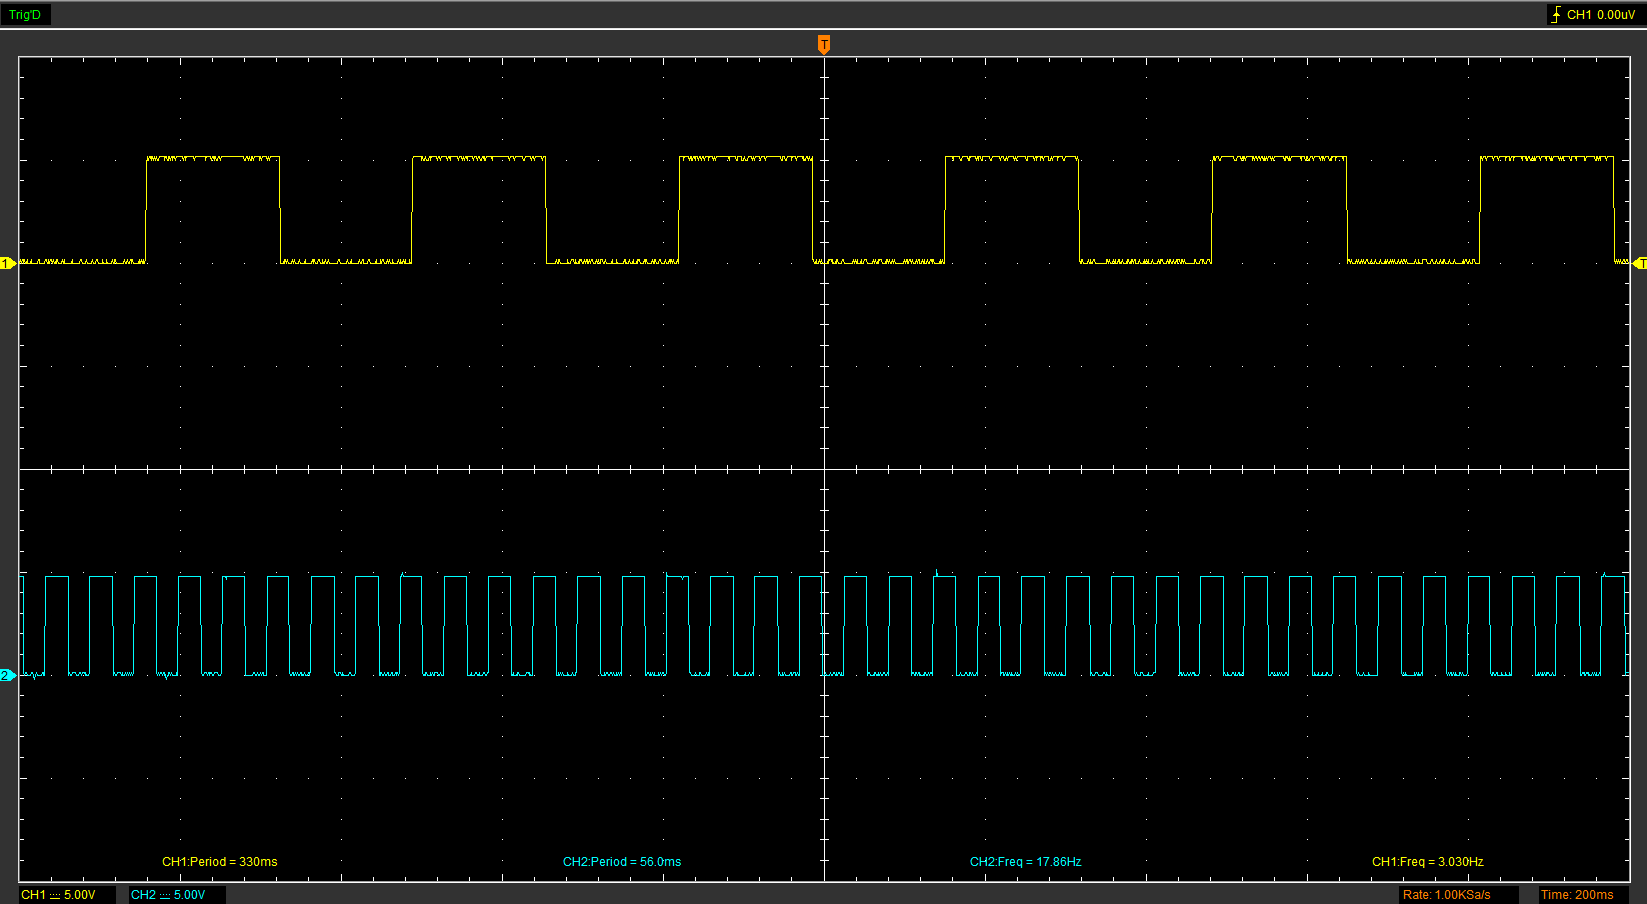 Trig'D
CH1 0.00uV
T
1
T
2
CH1:Period = 330ms
CH2:Period = 56.0ms
CH2:Freq = 17.86Hz
CH1:Freq = 3.030Hz
CH1 5.00V
CH2 5.00V
Rate: 1.00KSa/s
Time: 200ms